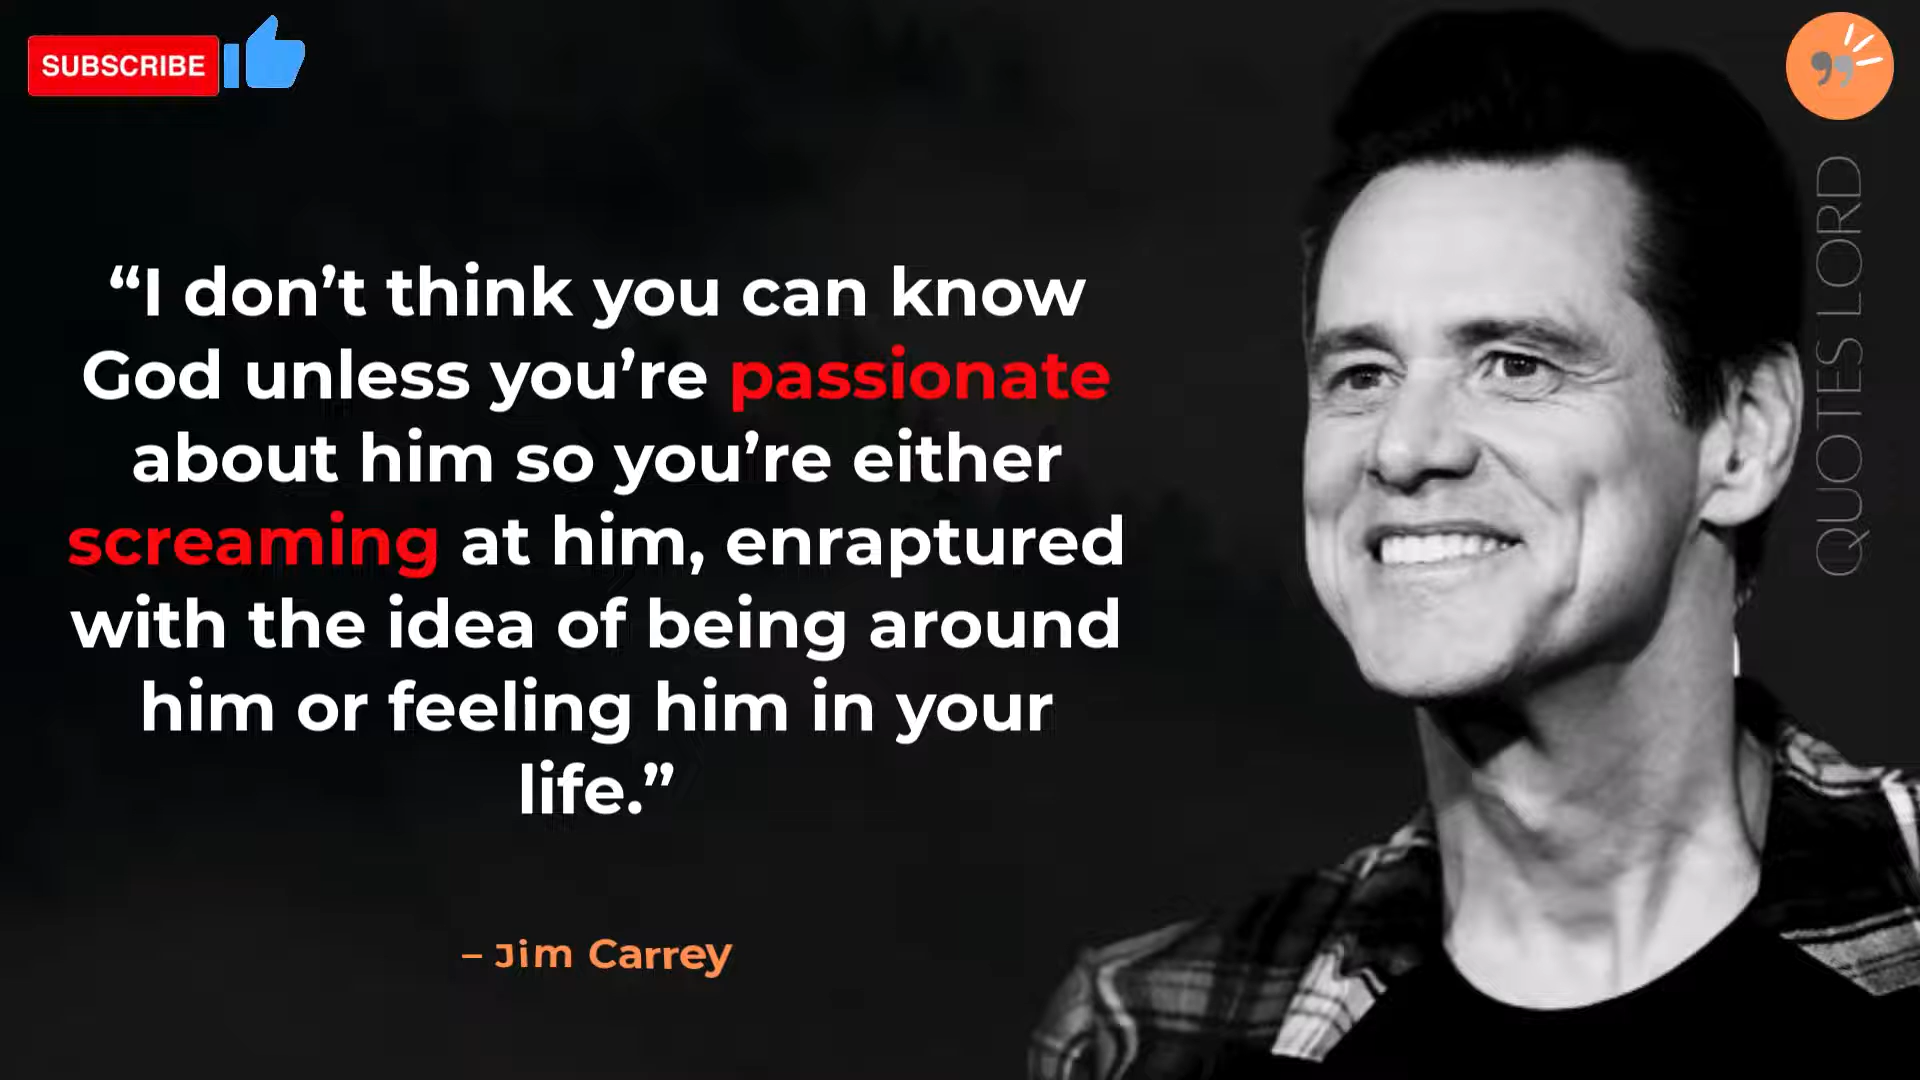 SUBSCRIBE
“I don’t think you can know
God unless you’re passionate
about him so you’re either
screaming at him, enraptured
with the idea of being around
him or feeling him in your
life.”
– Jim Carrey
QUOTES LORD